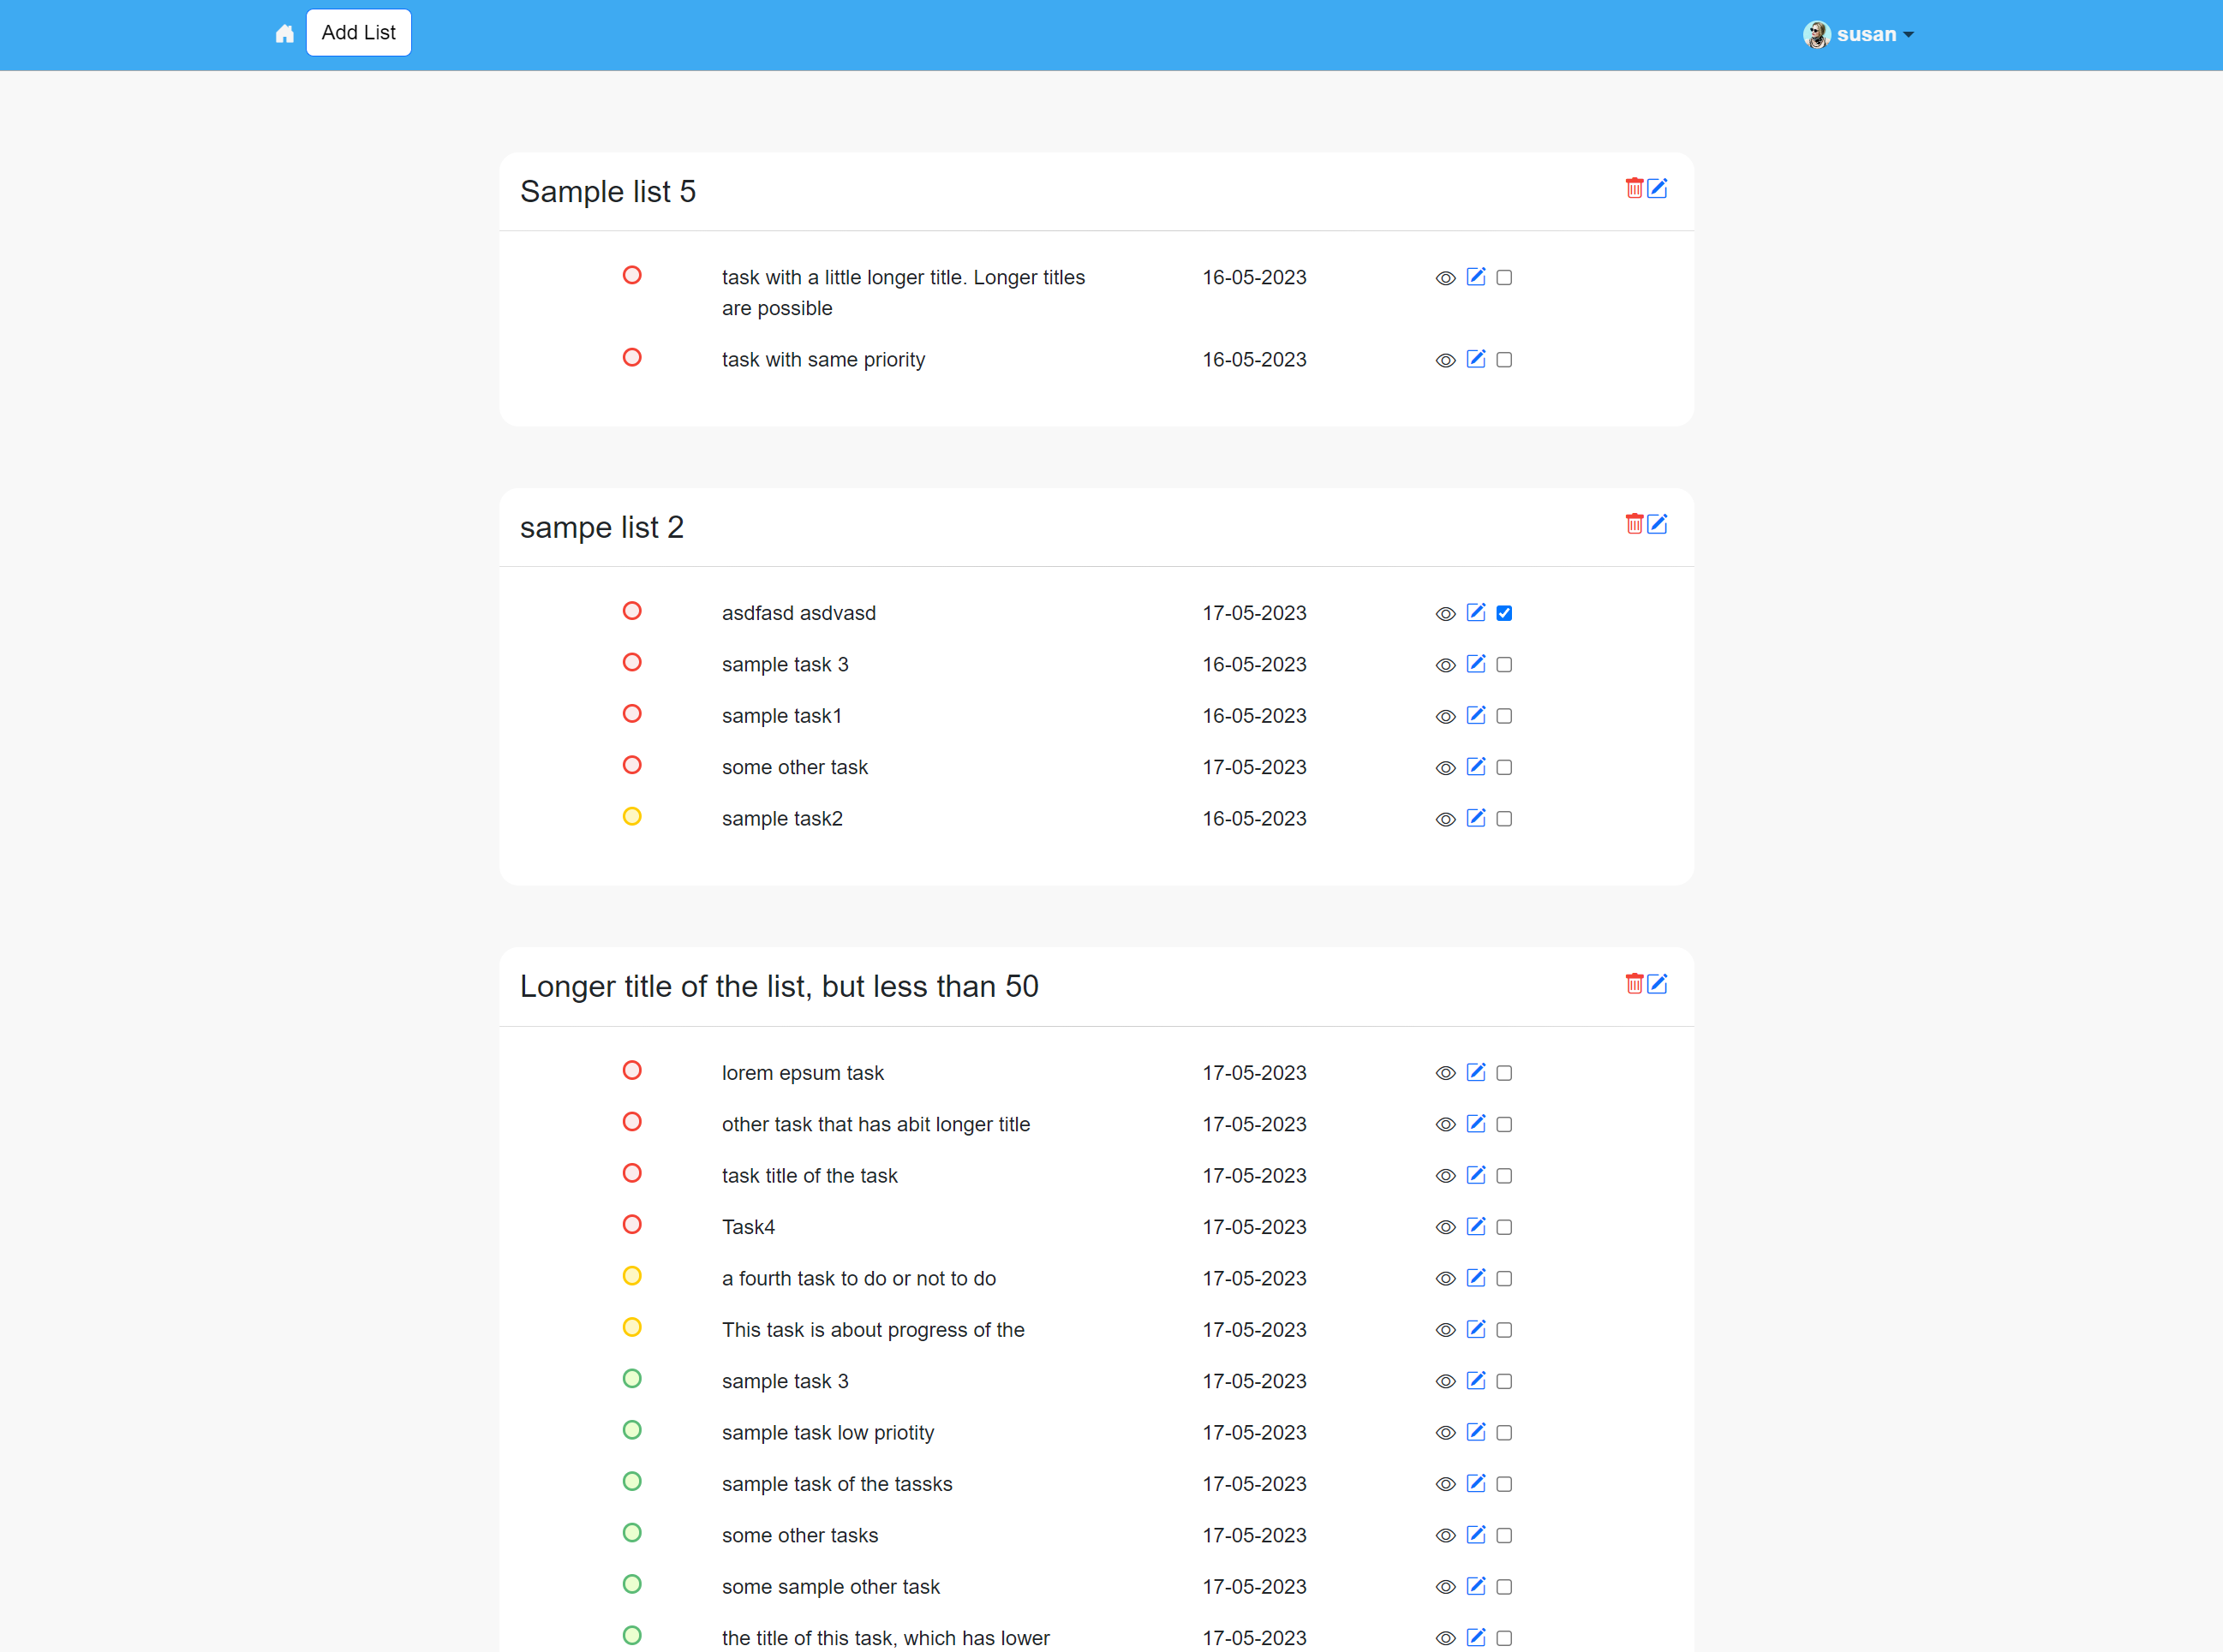 Add List
susan
Sample list 5
task with a little longer title. Longer titles 16-05-2023
are possible
task with same priority 16-05-2023
sampe list 2
asdfasd asdvasd 17-05-2023
sample task 3 16-05-2023
sample task1 16-05-2023
some other task 17-05-2023
sample task2 16-05-2023
Longer title of the list, but less than 50
lorem epsum task 17-05-2023
other task that has abit longer title 17-05-2023
task title of the task 17-05-2023
Task4 17-05-2023
a fourth task to do or not to do 17-05-2023
This task is about progress of the 17-05-2023
sample task 3 17-05-2023
sample task low priotity 17-05-2023
sample task of the tassks 17-05-2023
some other tasks 17-05-2023
some sample other task 17-05-2023
the title of this task, which has lower 17-05-2023